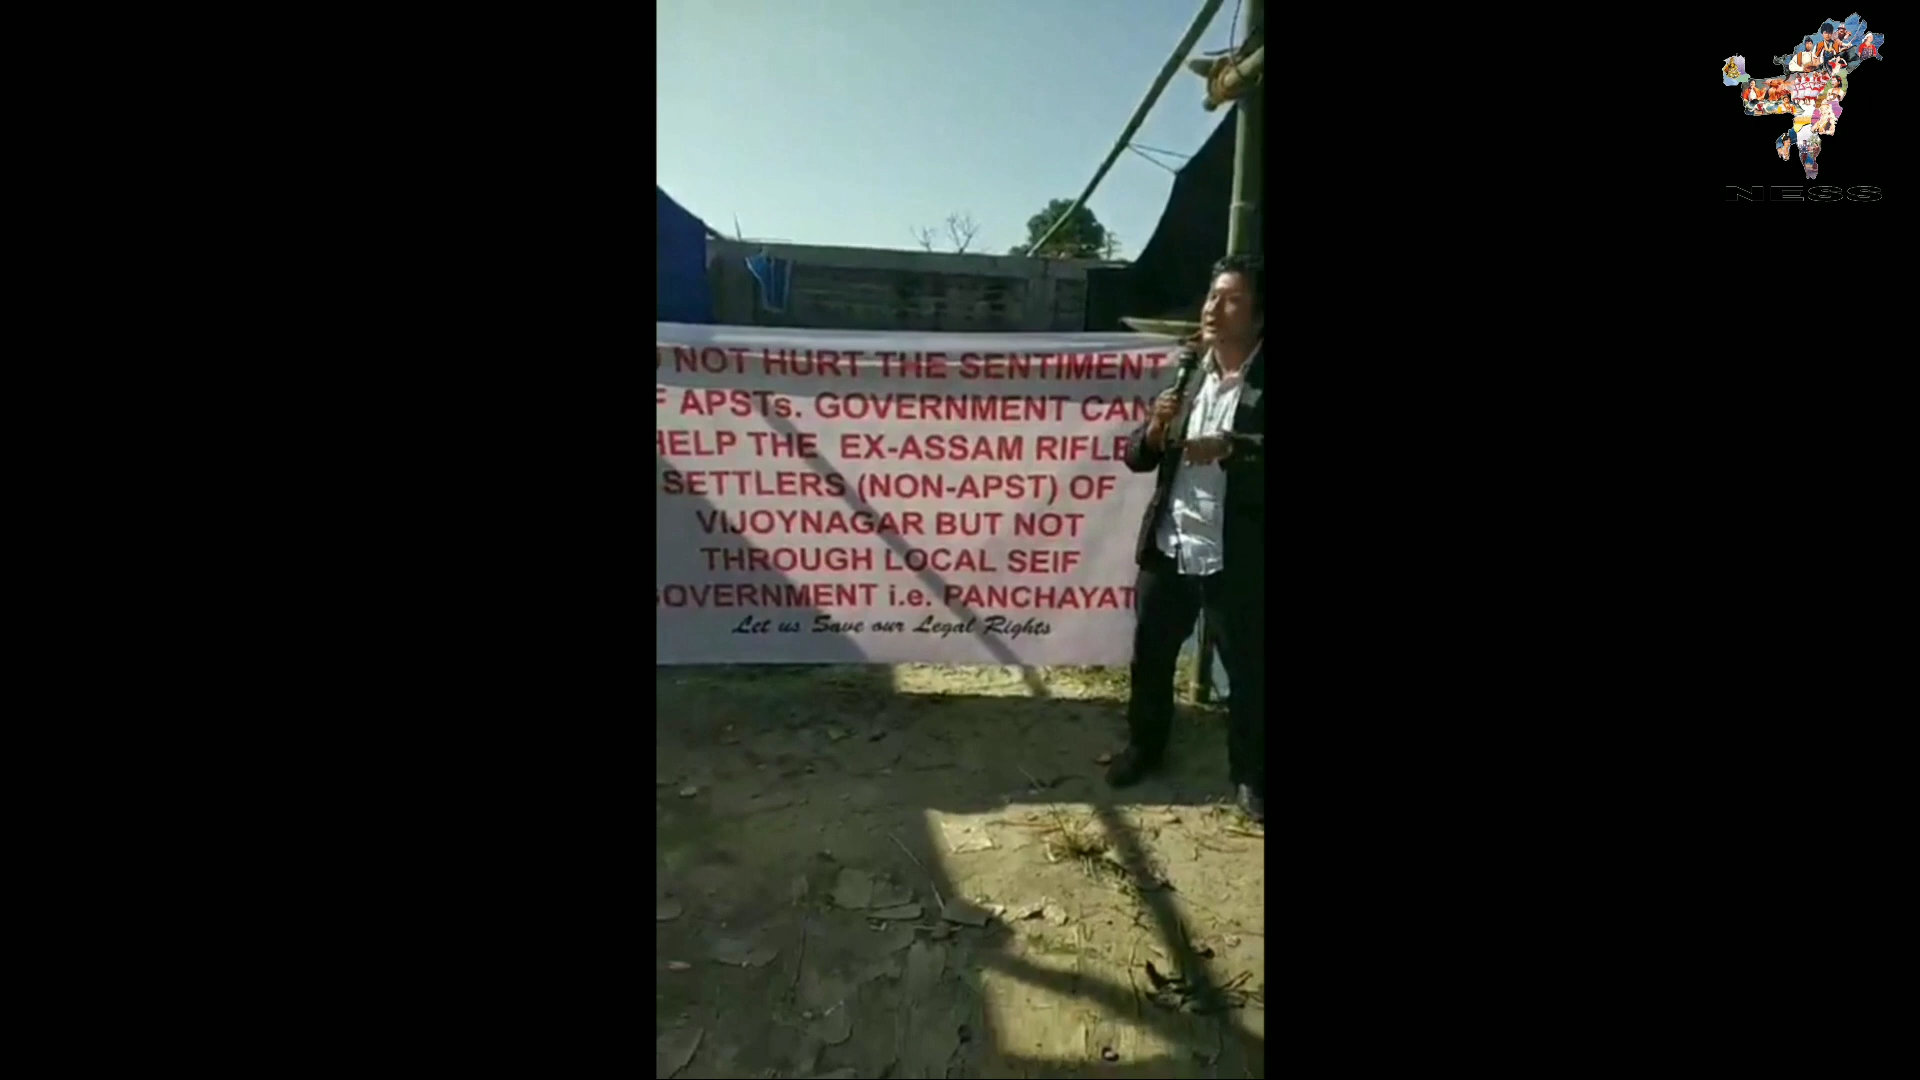 NOT HURT THE SENTIMENT
APSTs. GOVERNMENT CAN
HELP THE EX-ASSAM RIFLE
SETTLERS (NON-APST) OF
VIJOYNAGAR BUT NOT
THROUGH LOCAL SEIF
GOVERNMENT i.e. PANCHAYAT
Let us Save our Legal Rights
NESS